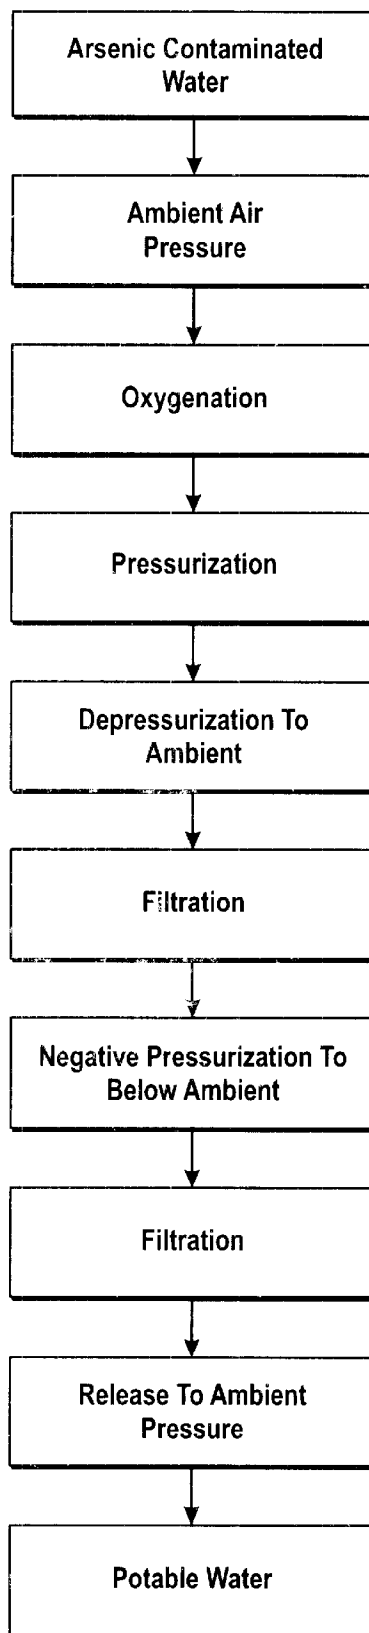 Arsenic Contaminated
Water
Ambient Air
Pressure
Oxygenation
Pressurization
Depressurization To
Ambient
Filtration
Negative Pressurization To
Below Ambient
Filtration
Release To Ambient
Pressure
Potable Water